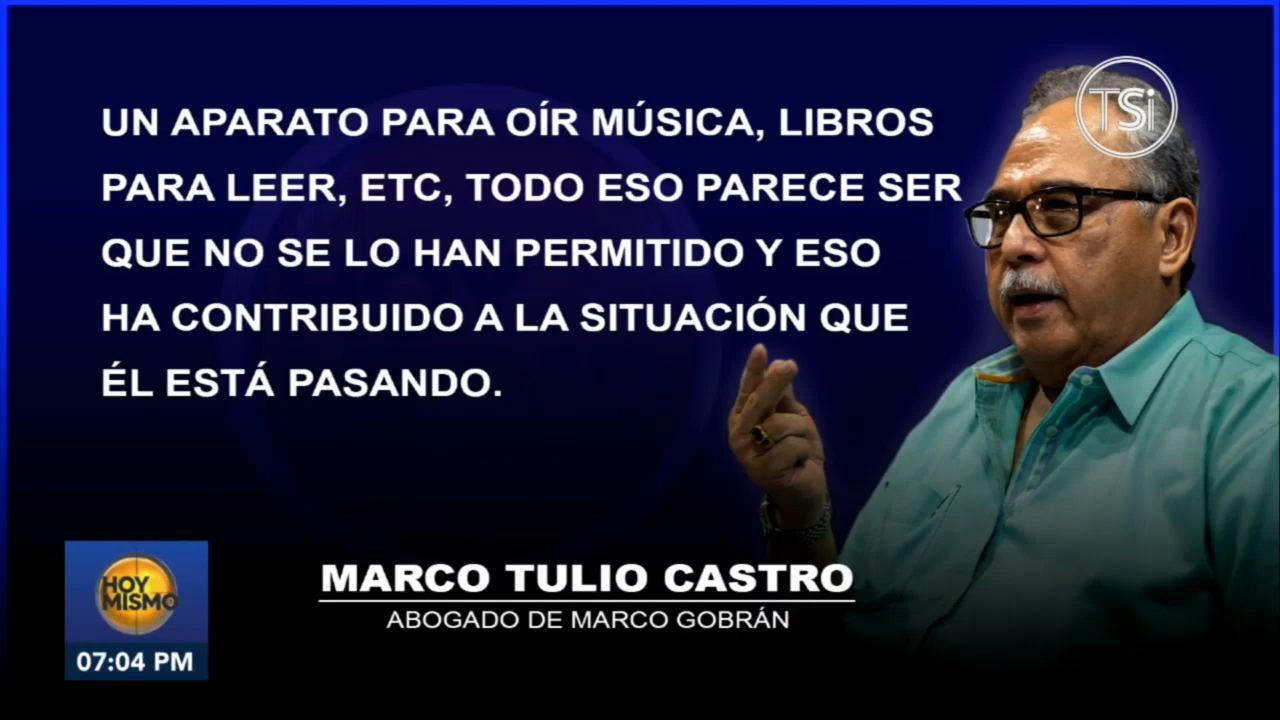 TSi
UN APARATO PARA OÍR MÚSICA, LIBROS
PARA LEER, ETC, TODO ESO PARECE SER
QUE NO SE LO HAN PERMITIDO Y ESO
HA CONTRIBUIDO A LA SITUACIÓN QUE
ÉL ESTÁ PASANDO.
MARCO TULIO CASTRO
ABOGADO DE MARCO GOBRÁN
HOY
MISMO
07:04 PM